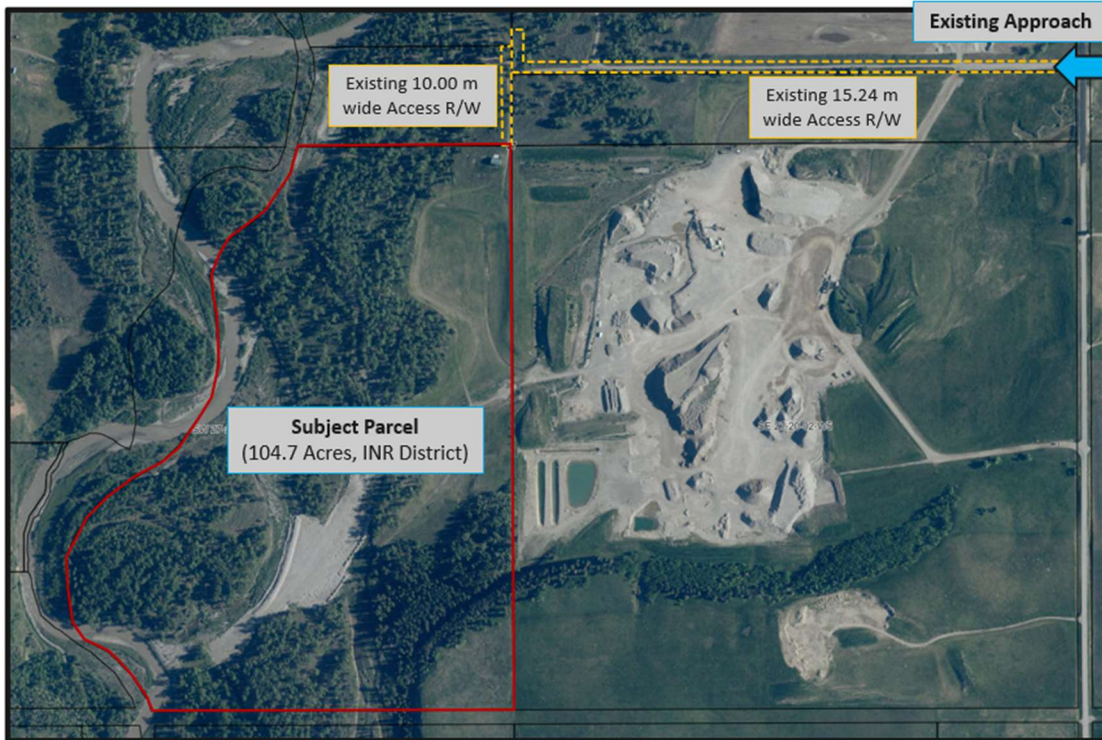 Existing Approach
Existing 10.00 m
wide Access R/W
Existing 15.24 m
wide Access R/W
Subject Parcel
(104.7 Acres, INR District)